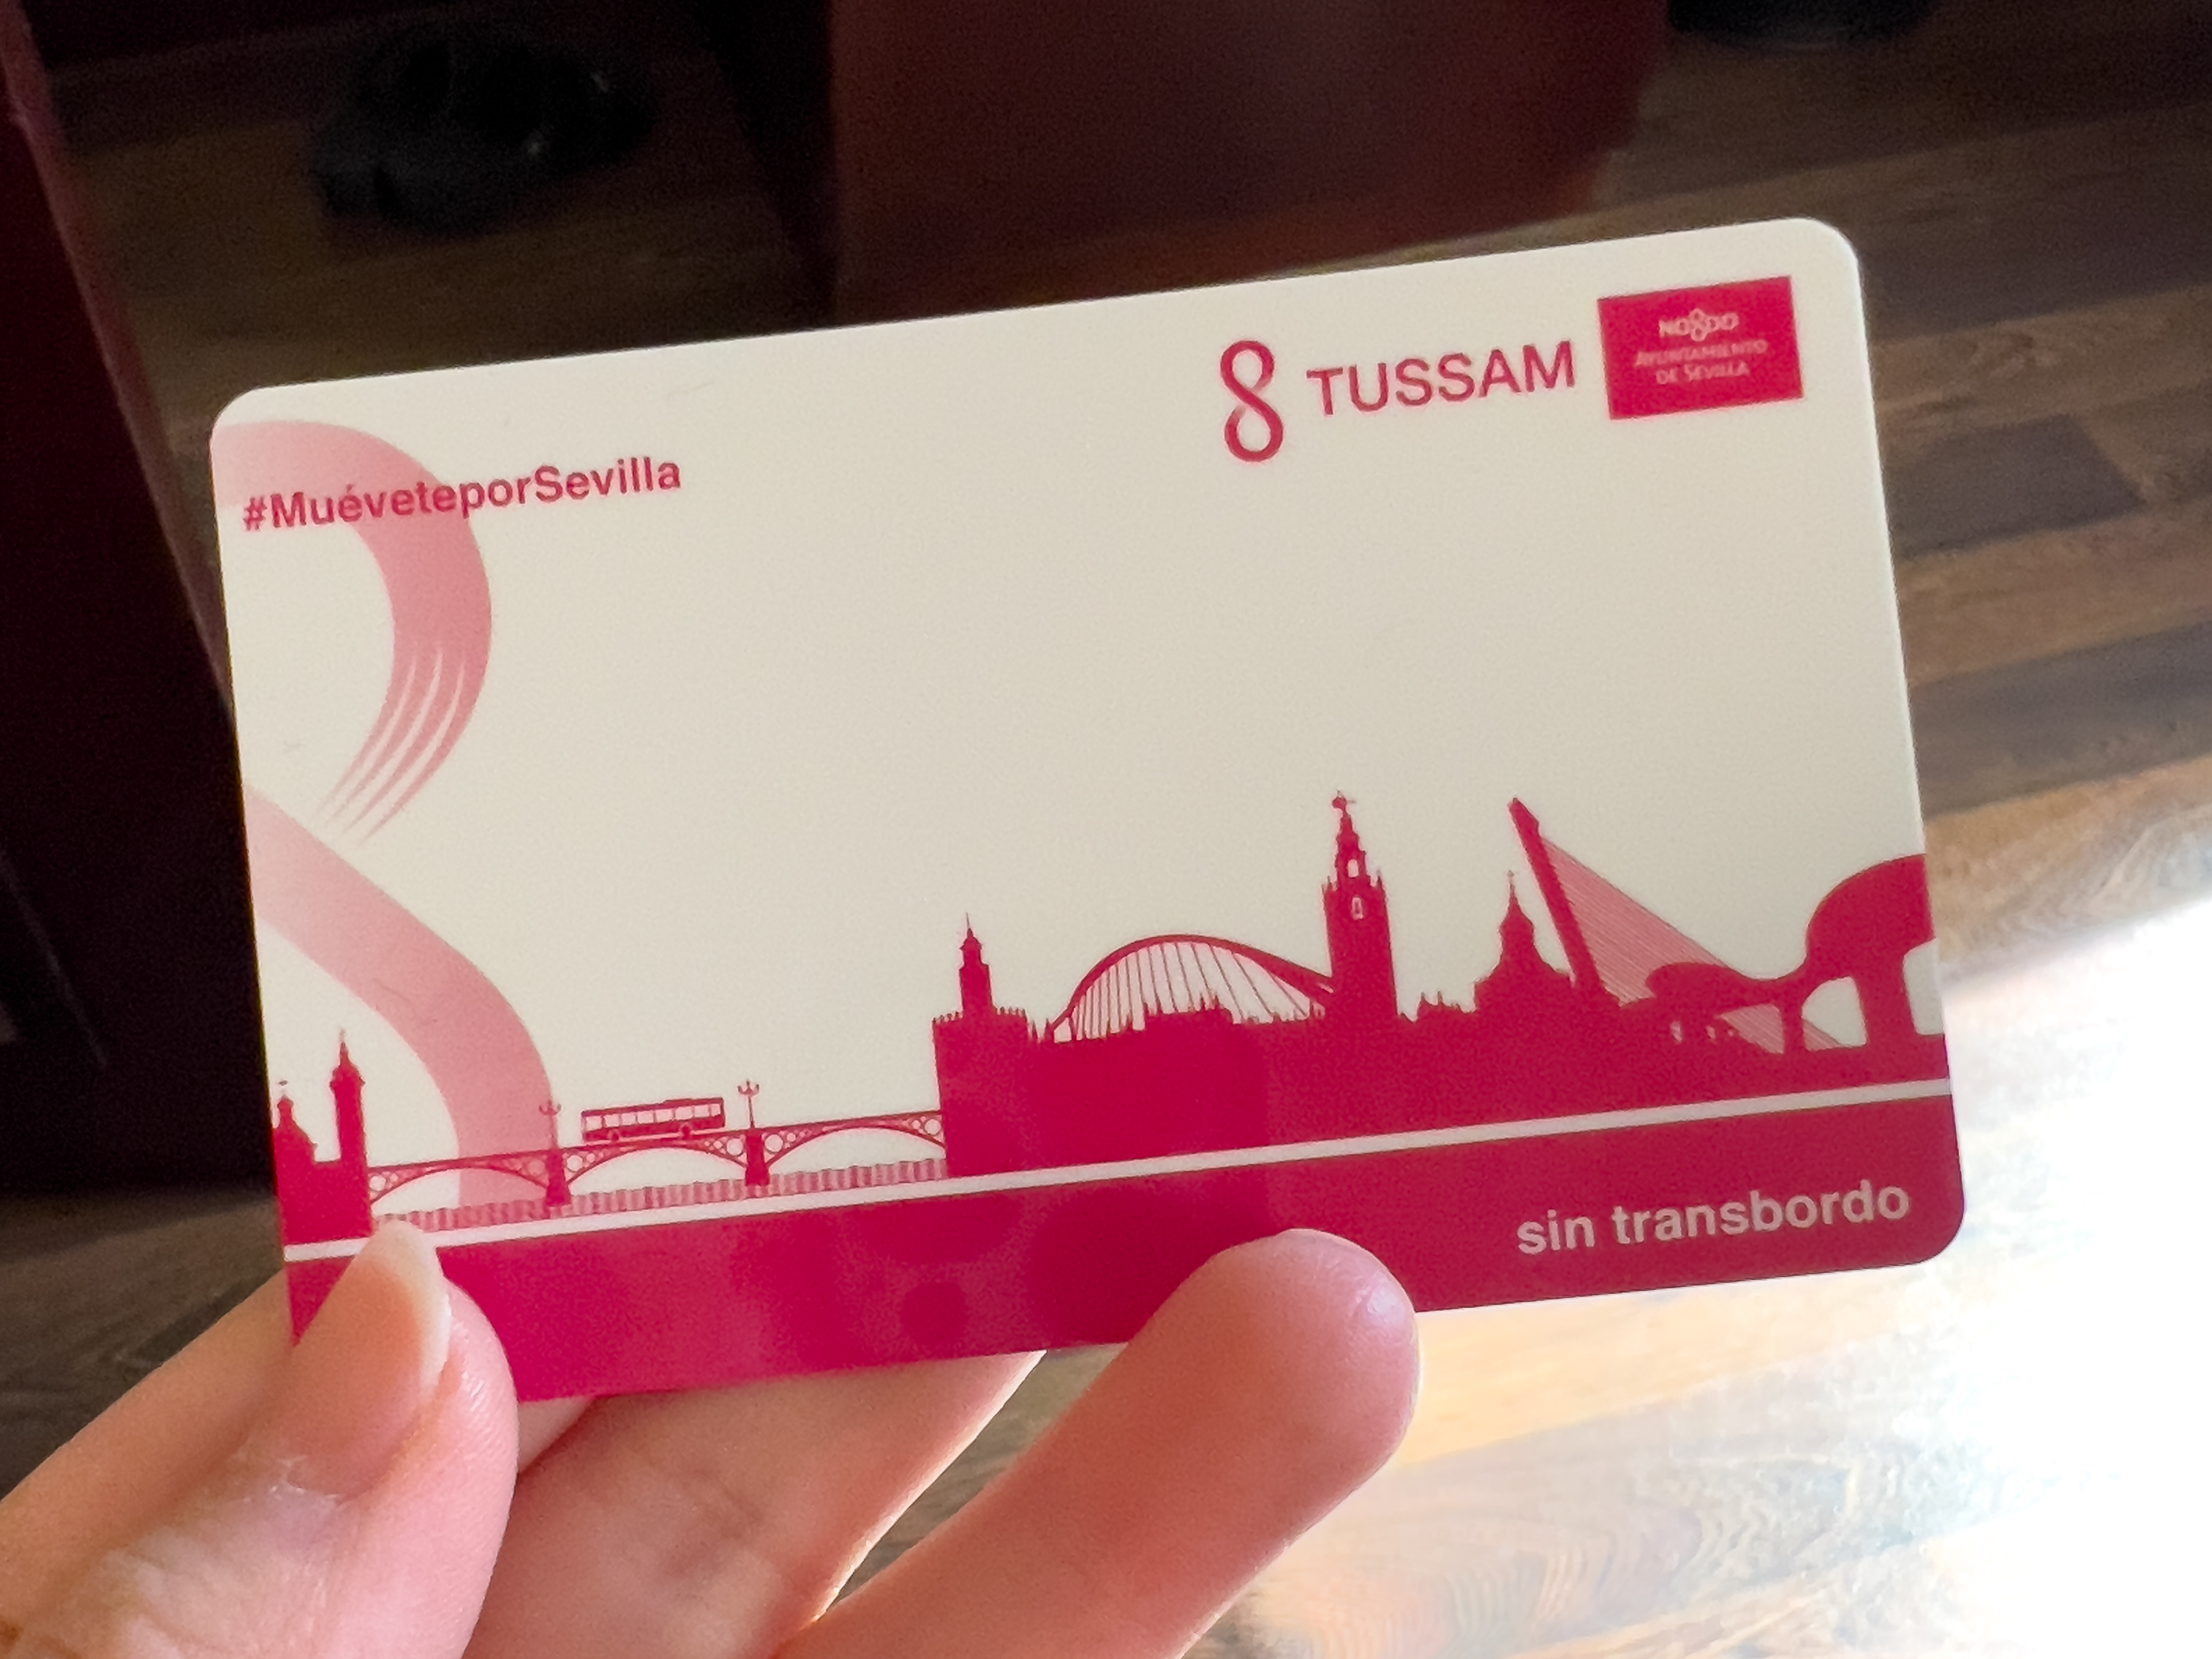 #MuéveteporSevilla
TUSSAM
NO8DO
AYUNTAMIENTO
DE SEVILLA
sin transbordo